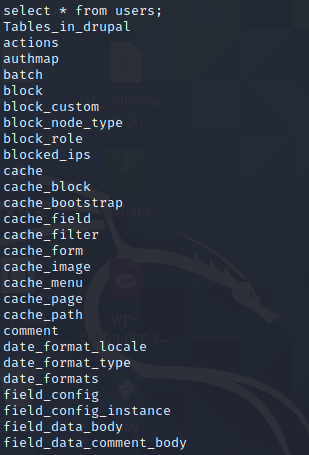 select * from users;
Tables_in_drupal
actions
authmap
batch
block
block_custom
block_node_type
block_role
blocked_ips
cache
cache_block
cache_bootstrap
cache_field
cache_filter
cache_form
cache_image
cache_menu
cache_page
cache_path
comment
date_format_locale
date_format_type
date_formats
field_config
field_config_instance
field_data_body
field_data_comment_body